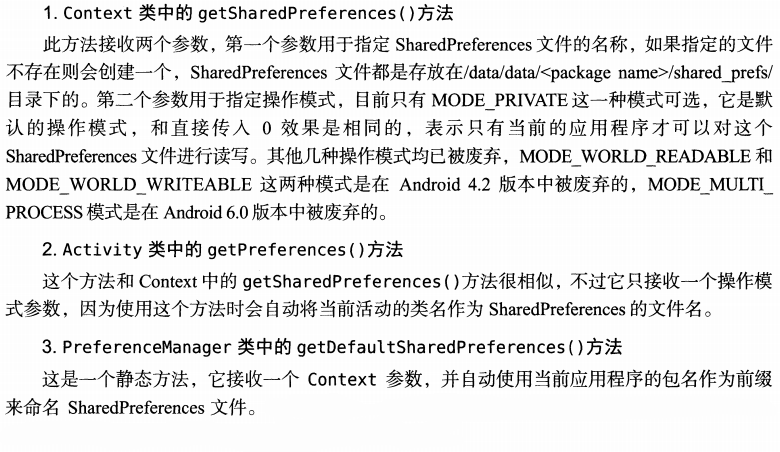 1. Context 类中的 getSharedPreferences()方法
此方法接收两个参数，第一个参数用于指定 SharedPreferences 文件的名称，如果指定的文件
不存在则会创建一个，SharedPreferences 文件都是存放在/data/data/<package name>/shared_prefs/
目录下的。第二个参数用于指定操作模式，目前只有 MODE_PRIVATE 这一种模式可选，它是默
认的操作模式，和直接传入 0 效果是相同的，表示只有当前的应用程序才可以对这个
SharedPreferences 文件进行读写。其他几种操作模式均已被废弃，MODE_WORLD_READABLE 和
MODE_WORLD_WRITEABLE 这两种模式是在 Android 4.2 版本中被废弃的，MODE_MULTI_
PROCESS 模式是在 Android 6.0 版本中被废弃的。
2. Activity 类中的 getPreferences()方法
这个方法和 Context 中的 getSharedPreferences()方法很相似，不过它只接收一个操作模
式参数，因为使用这个方法时会自动将当前活动的类名作为 SharedPreferences 的文件名。
3. PreferenceManager 类中的 getDefaultSharedPreferences()方法
这是一个静态方法，它接收一个 Context 参数，并自动使用当前应用程序的包名作为前缀
来命名 SharedPreferences 文件。